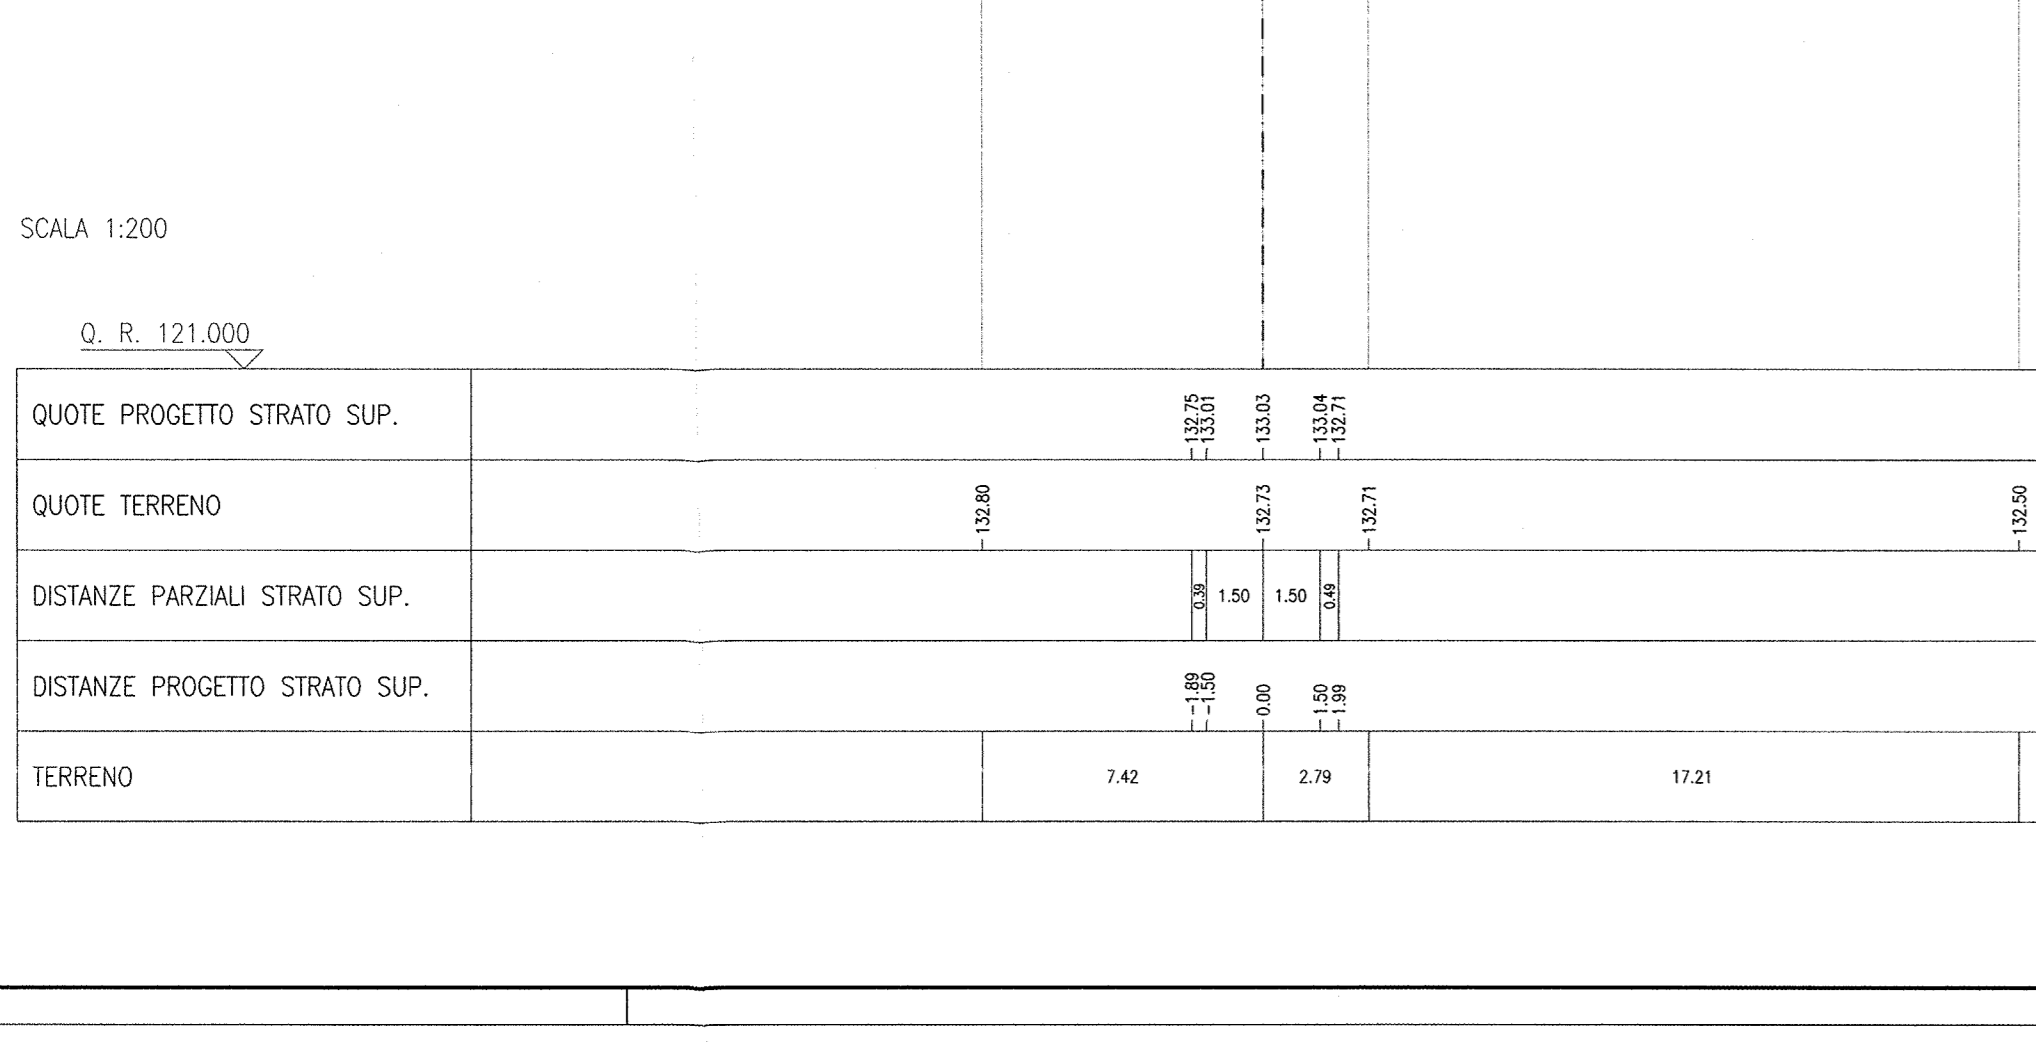 SCALA 1:200
Q. R. 121.000
QUOTE PROGETTO STRATO SUP. 132.75 133.01 133.03 133.04 132.71
QUOTE TERRENO 132.80 132.73 132.71 132.50
DISTANZE PARZIALI STRATO SUP. 0.39 1.50 1.50 0.49
DISTANZE PROGETTO STRATO SUP. -1.89 -1.50 0.00 1.50 1.99
TERRENO 7.42 2.79 17.21